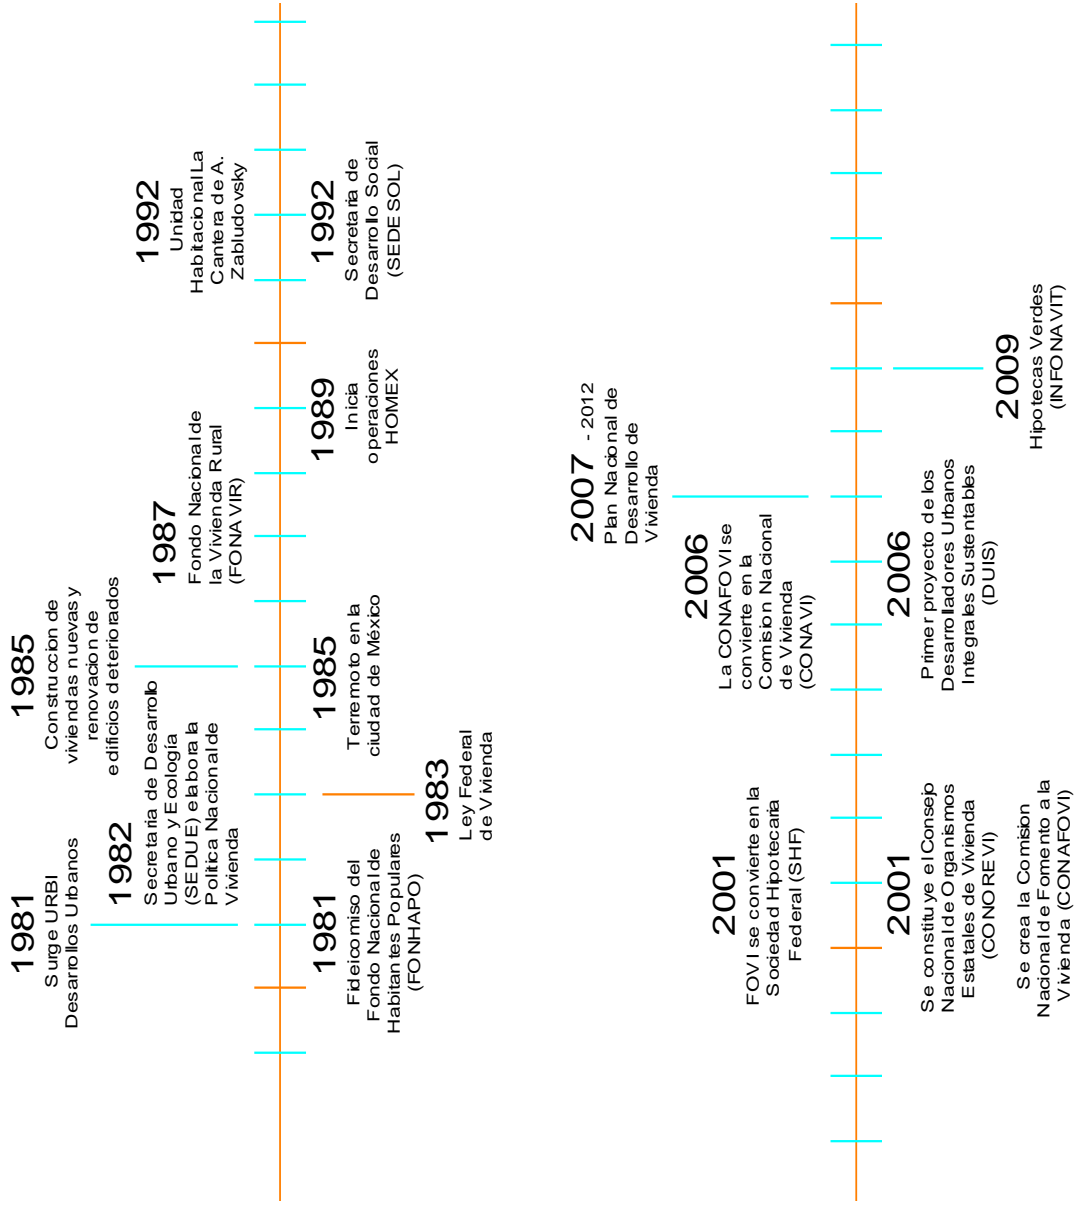 1981
Surge URBI
Desarrollos Urbanos
1982
Secretaria de Desarrollo
Urbano y Ecología
(SEDUE) elabora la
Politica Nacional de
Vivienda
1985
Construccion de
viviendas nuevas y
renovacion de
edificios deteriorados
1987
Fondo Nacional de
la Vivienda Rural
(FONAVIR)
1992
Unidad
Habitacional La
Cantera de A.
Zabludovsky
1981
Fideicomiso del
Fondo Nacional de
Habitantes Populares
(FONHAPO)
1983
Ley Federal
de Vivienda
1985
Terremoto en la
ciudad de México
1989
Inicia
operaciones
HOMEX
1992
Secretaría de
Desarrollo Social
(SEDESOL)
2001
FOVI se convierte en la
Sociedad Hipotecaria
Federal (SHF)
2006
La CONAFOVI se
convierte en la
Comision Nacional
de Vivienda
(CONAVI)
2007 - 2012
Plan Nacional de
Desarrollo de
Vivienda
2001
Se constituye el Consejo
Nacional de Organismos
Estatales de Vivienda
(CONOREVI)
Se crea la Comision
Nacional de Fomento a la
Vivienda (CONAFOVI)
2006
Primer proyecto de los
Desarrolladores Urbanos
Integrales Sustentables
(DUIS)
2009
Hipotecas Verdes
(INFONAVIT)